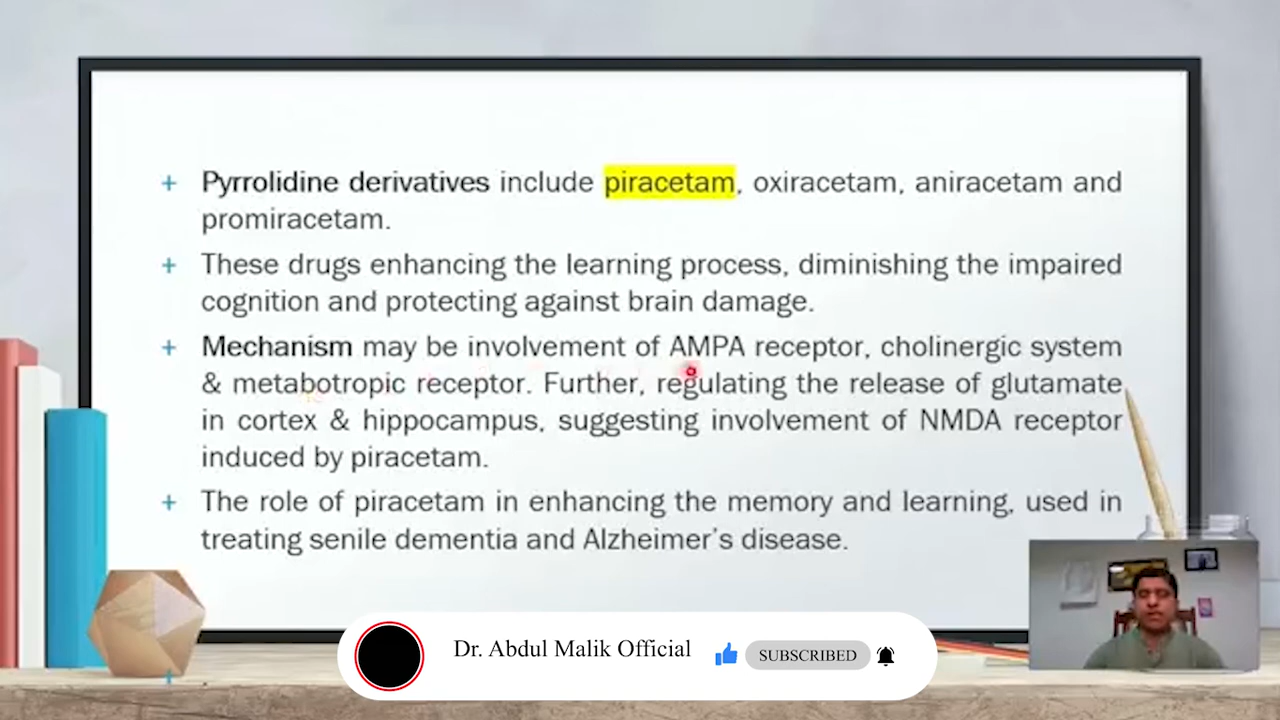 + Pyrrolidine derivatives include piracetam, oxiracetam, aniracetam and
promiracetam.
+ These drugs enhancing the learning process, diminishing the impaired
cognition and protecting against brain damage.
+ Mechanism may be involvement of AMPA receptor, cholinergic system
& metabotropic receptor. Further, regulating the release of glutamate
in cortex & hippocampus, suggesting involvement of NMDA receptor
induced by piracetam.
+ The role of piracetam in enhancing the memory and learning, used in
treating senile dementia and Alzheimer's disease.
Dr. Abdul Malik Official
SUBSCRIBED